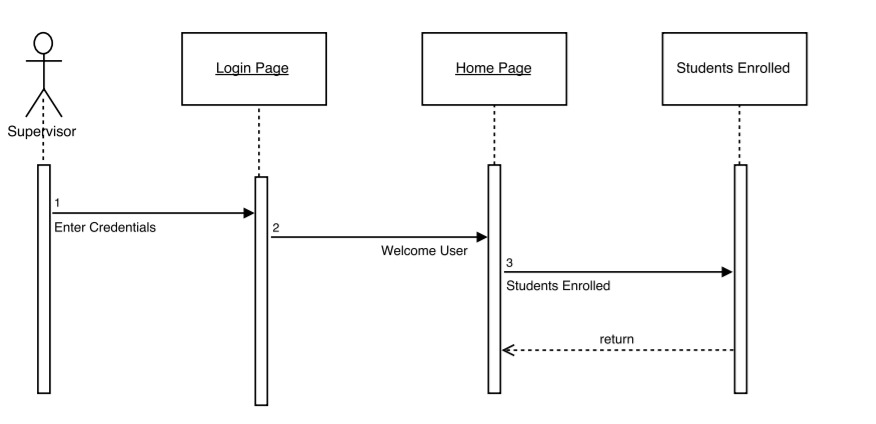 Login Page
Home Page
Students Enrolled
Supervisor
1
Enter Credentials
2
Welcome User
3
Students Enrolled
return